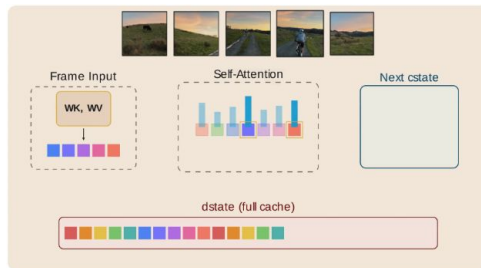 Frame Input
Self-Attention
Next cstate
WK, WV
dstate (full cache)